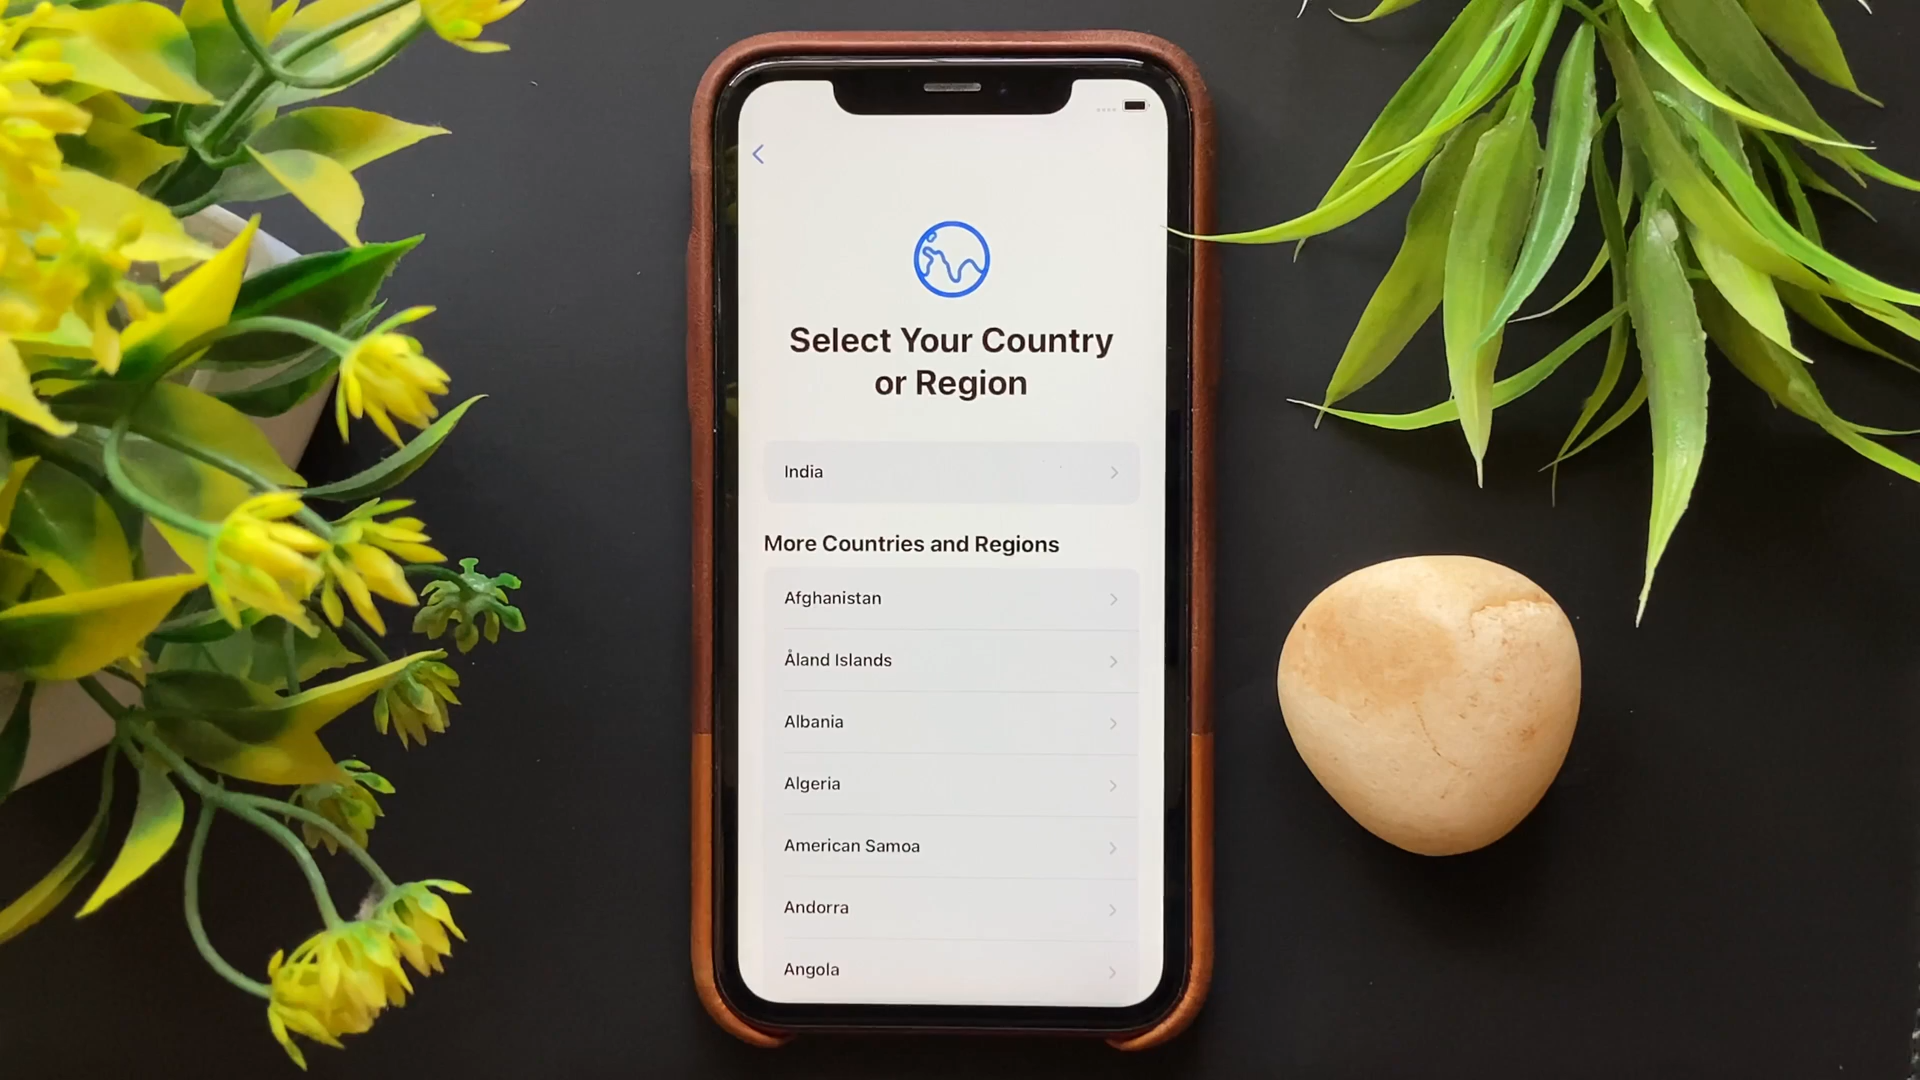 Select Your Country
or Region
India
More Countries and Regions
Afghanistan
Åland Islands
Albania
Algeria
American Samoa
Andorra
Angola